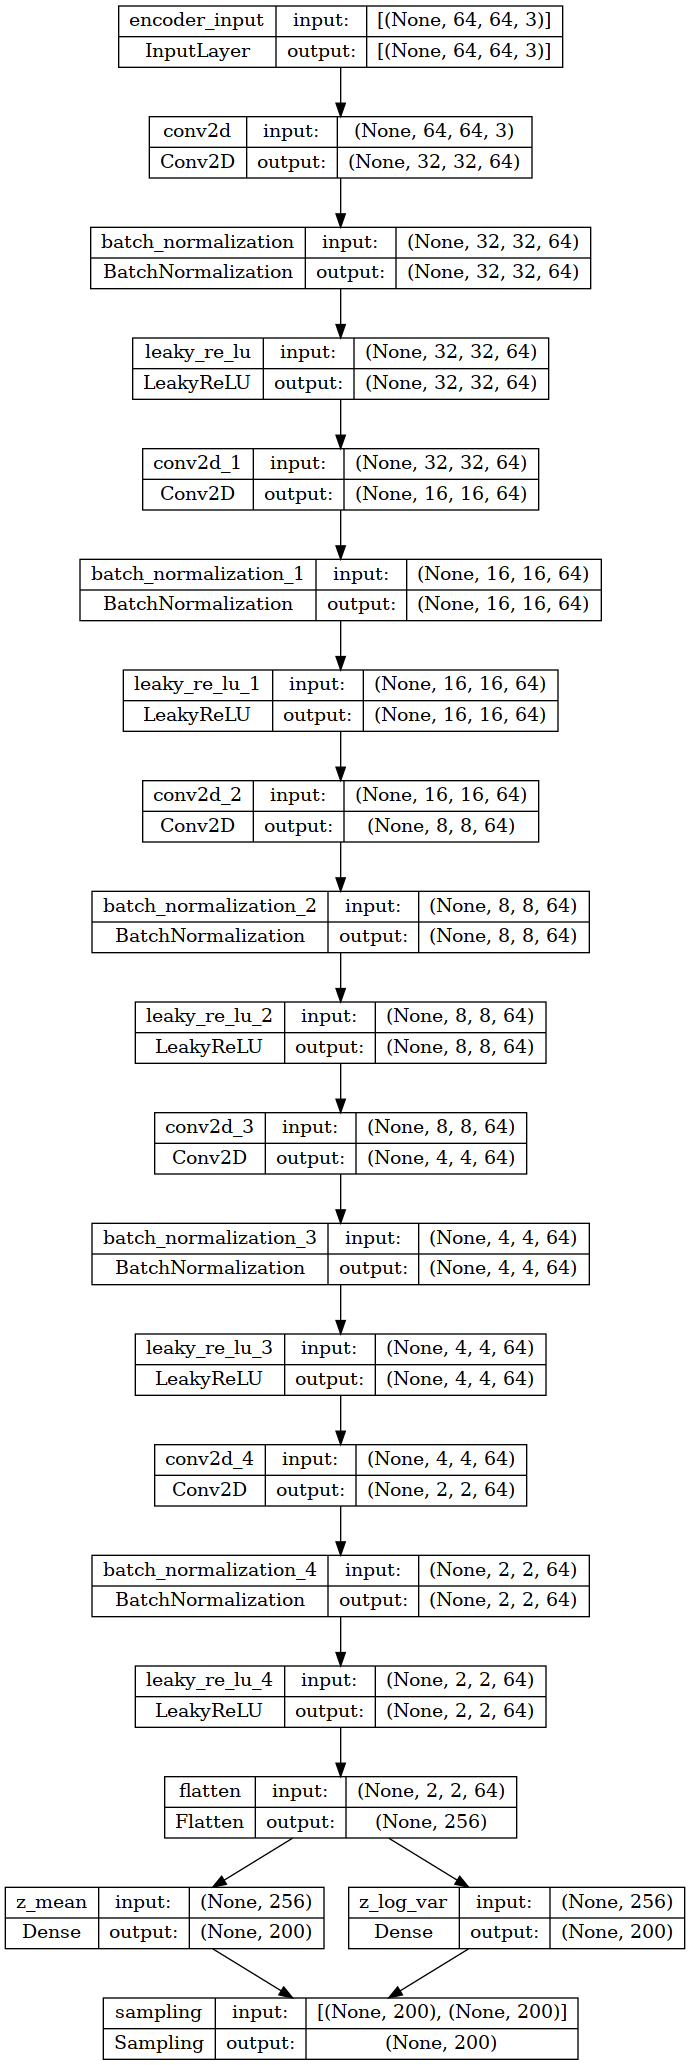 encoder_input input: [(None, 64, 64, 3)]
InputLayer output: [(None, 64, 64, 3)]
conv2d input: (None, 64, 64, 3)
Conv2D output: (None, 32, 32, 64)
batch_normalization input: (None, 32, 32, 64)
BatchNormalization output: (None, 32, 32, 64)
leaky_re_lu input: (None, 32, 32, 64)
LeakyReLU output: (None, 32, 32, 64)
conv2d_1 input: (None, 32, 32, 64)
Conv2D output: (None, 16, 16, 64)
batch_normalization_1 input: (None, 16, 16, 64)
BatchNormalization output: (None, 16, 16, 64)
leaky_re_lu_1 input: (None, 16, 16, 64)
LeakyReLU output: (None, 16, 16, 64)
conv2d_2 input: (None, 16, 16, 64)
Conv2D output: (None, 8, 8, 64)
batch_normalization_2 input: (None, 8, 8, 64)
BatchNormalization output: (None, 8, 8, 64)
leaky_re_lu_2 input: (None, 8, 8, 64)
LeakyReLU output: (None, 8, 8, 64)
conv2d_3 input: (None, 8, 8, 64)
Conv2D output: (None, 4, 4, 64)
batch_normalization_3 input: (None, 4, 4, 64)
BatchNormalization output: (None, 4, 4, 64)
leaky_re_lu_3 input: (None, 4, 4, 64)
LeakyReLU output: (None, 4, 4, 64)
conv2d_4 input: (None, 4, 4, 64)
Conv2D output: (None, 2, 2, 64)
batch_normalization_4 input: (None, 2, 2, 64)
BatchNormalization output: (None, 2, 2, 64)
leaky_re_lu_4 input: (None, 2, 2, 64)
LeakyReLU output: (None, 2, 2, 64)
flatten input: (None, 2, 2, 64)
Flatten output: (None, 256)
z_mean input: (None, 256)
Dense output: (None, 200)
z_log_var input: (None, 256)
Dense output: (None, 200)
sampling input: [(None, 200), (None, 200)]
Sampling output: (None, 200)